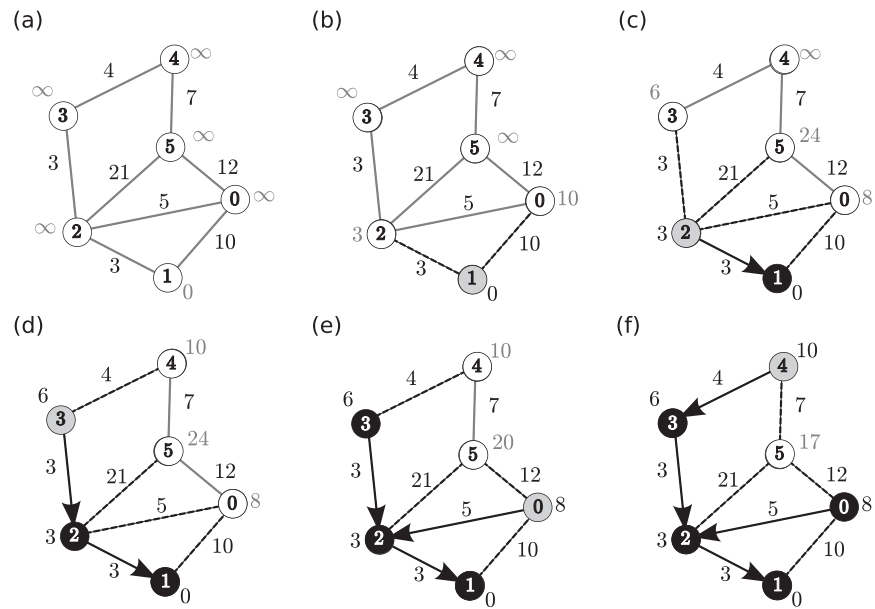 (a) (b) (c)
4 ∞ 4 ∞ 4 ∞
4 4 4
∞ ∞ 6
3 7 3 7 3 7
5 ∞ 5 ∞ 5 24
3 21 12 3 21 12 3 21 12
5 0 ∞ 5 0 10 5 0 8
∞ 2 3 2 3 2
3 10 3 10 3 10
1 0 1 0 1 0
(d) (e) (f)
4 10 4 10 4 10
4 4 4
6 3 7 6 3 7 6 3 7
5 24 5 20 5 17
3 21 12 3 21 12 3 21 12
5 0 8 5 0 8 5 0 8
3 2 3 2 3 2
3 10 3 10 3 10
1 0 1 0 1 0